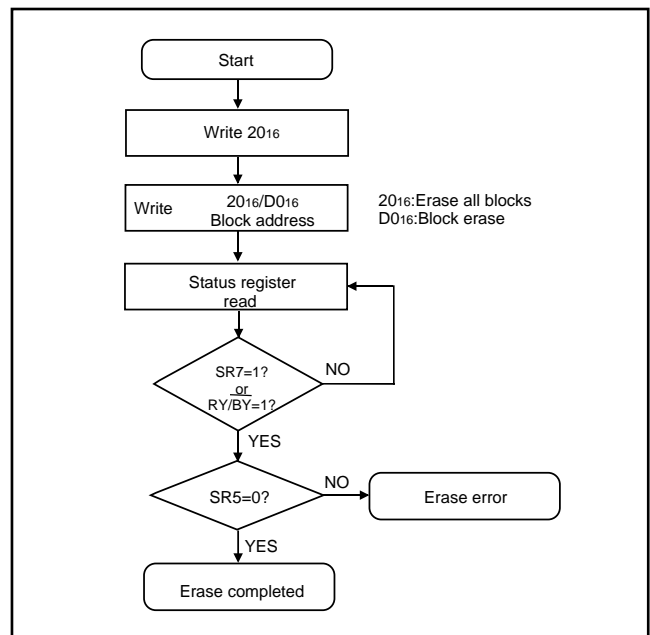 Start
Write 2016
Write 2016/D016
Block address
2016:Erase all blocks
D016:Block erase
Status register
read
SR7=1?
or
RY/BY=1?
NO
YES
SR5=0?
NO
Erase error
YES
Erase completed